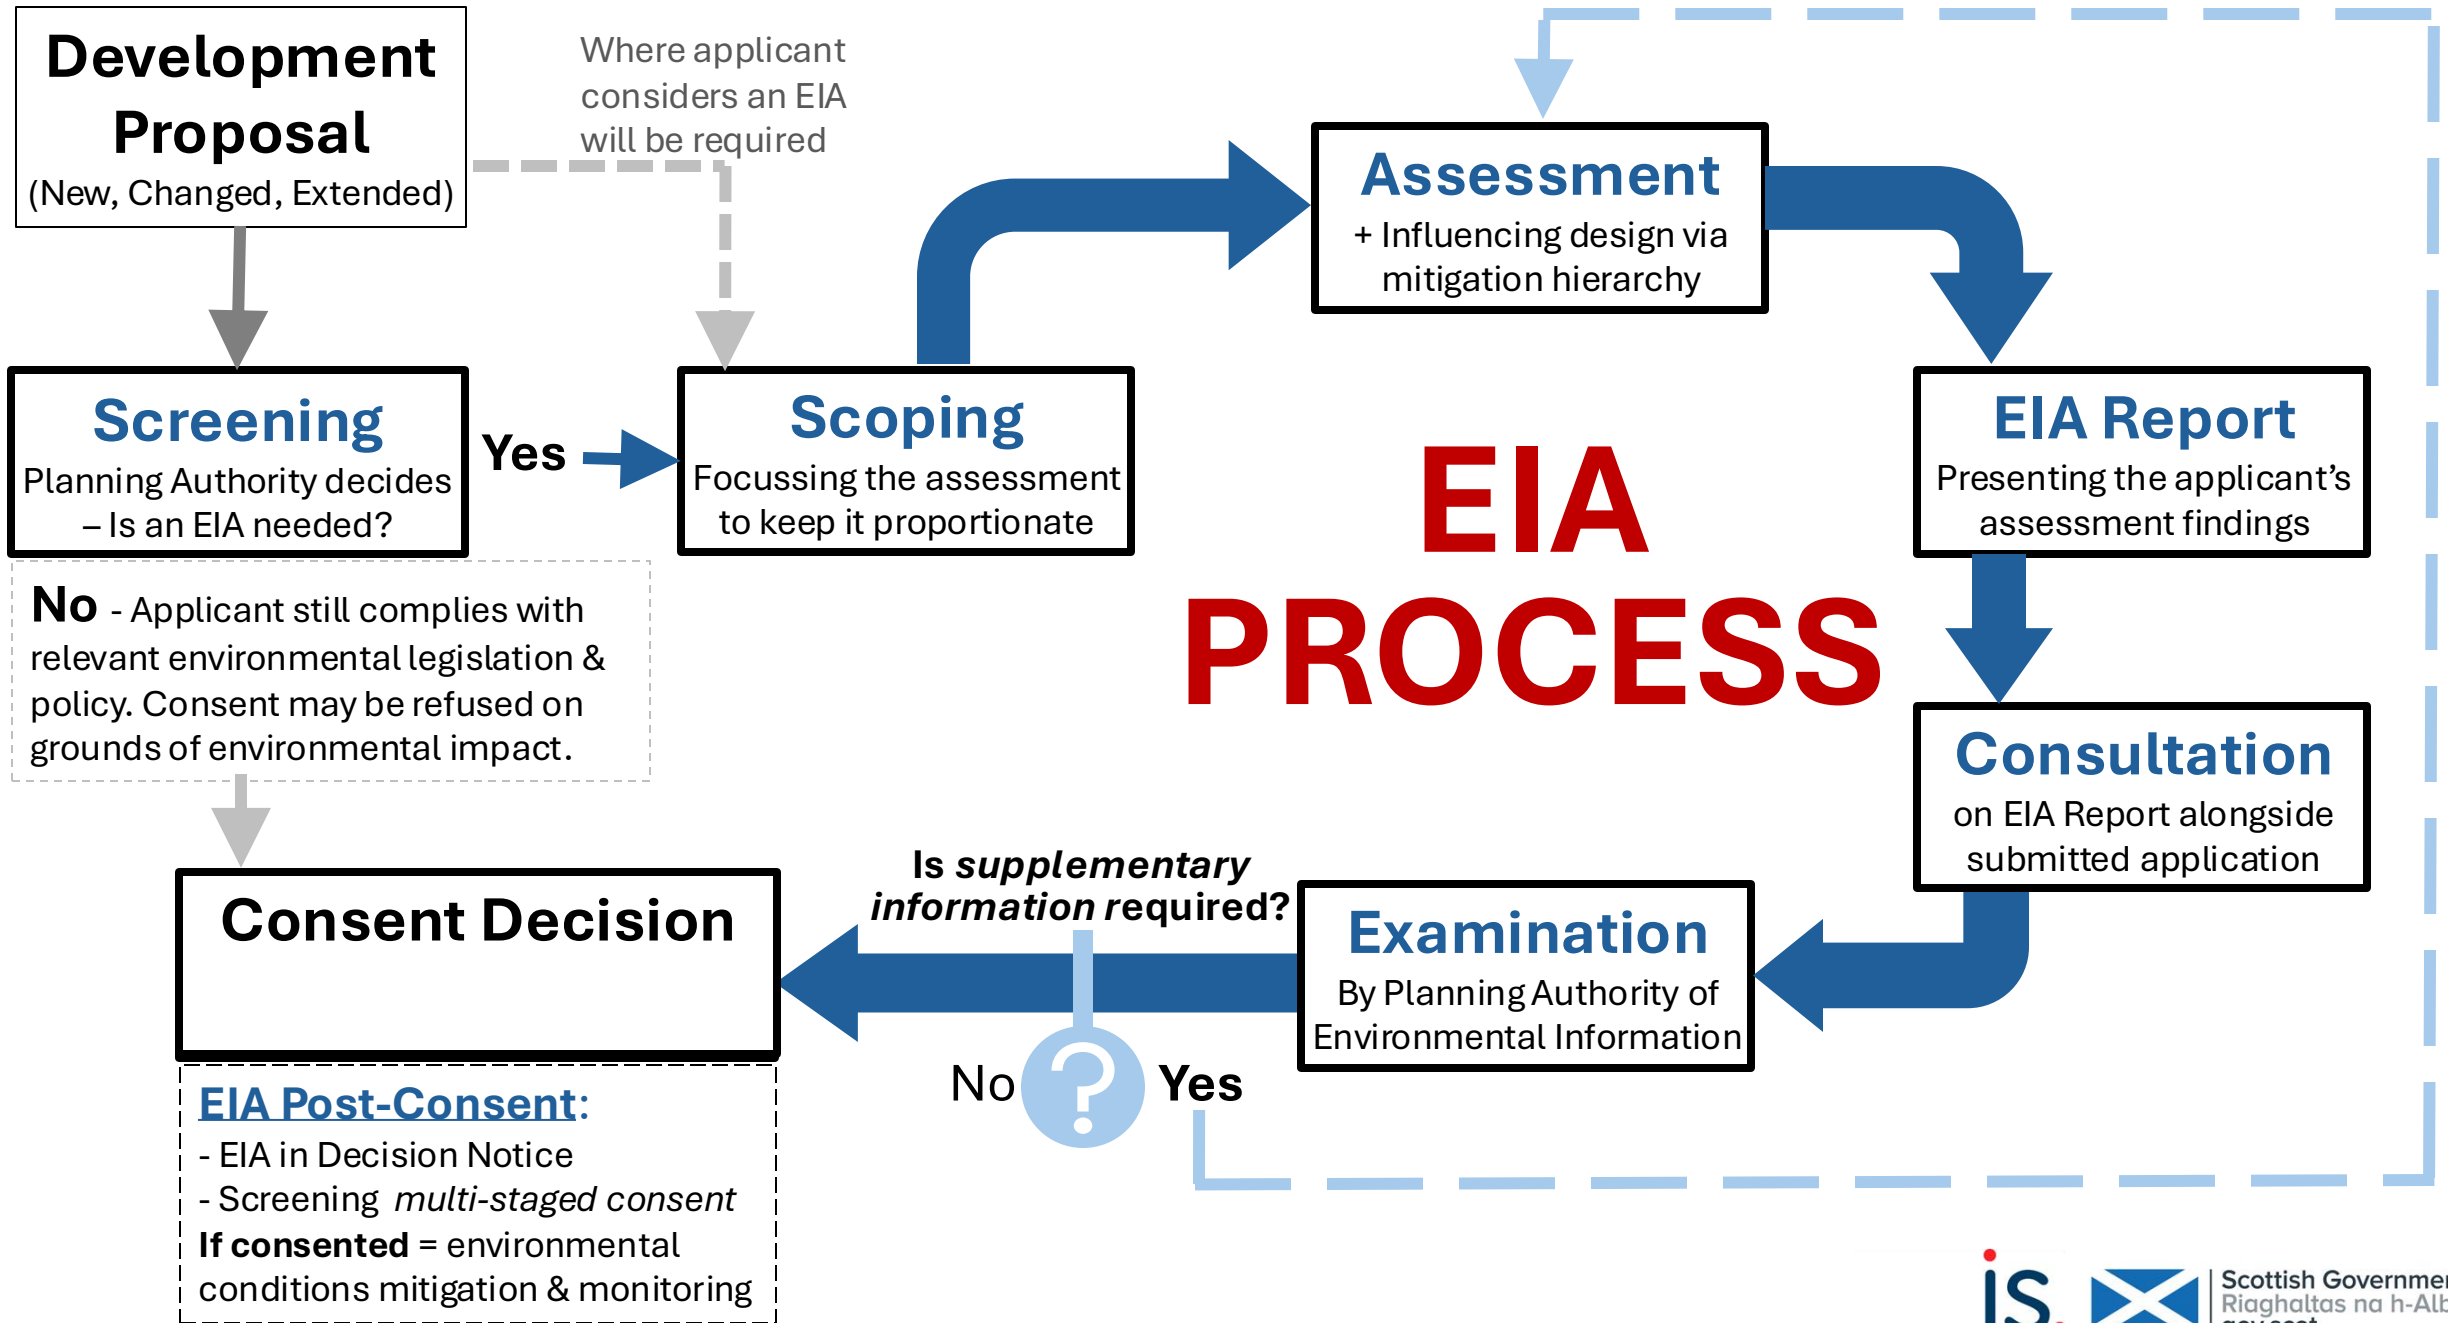 Development
Proposal
(New, Changed, Extended)
Where applicant
considers an EIA
will be required
Assessment
+ Influencing design via
mitigation hierarchy
Screening
Planning Authority decides
– Is an EIA needed?
Yes
Scoping
Focussing the assessment
to keep it proportionate
EIA Report
Presenting the applicant’s
assessment findings
EIA
PROCESS
No - Applicant still complies with
relevant environmental legislation &
policy. Consent may be refused on
grounds of environmental impact.
Consultation
on EIA Report alongside
submitted application
Is supplementary
information required?
Examination
By Planning Authority of
Environmental Information
Consent Decision
No
?
Yes
EIA Post-Consent:
- EIA in Decision Notice
- Screening multi-staged consent
If consented = environmental
conditions mitigation & monitoring
is.
Scottish Governmen
Riaghaltas na h-Alb
gov.scot